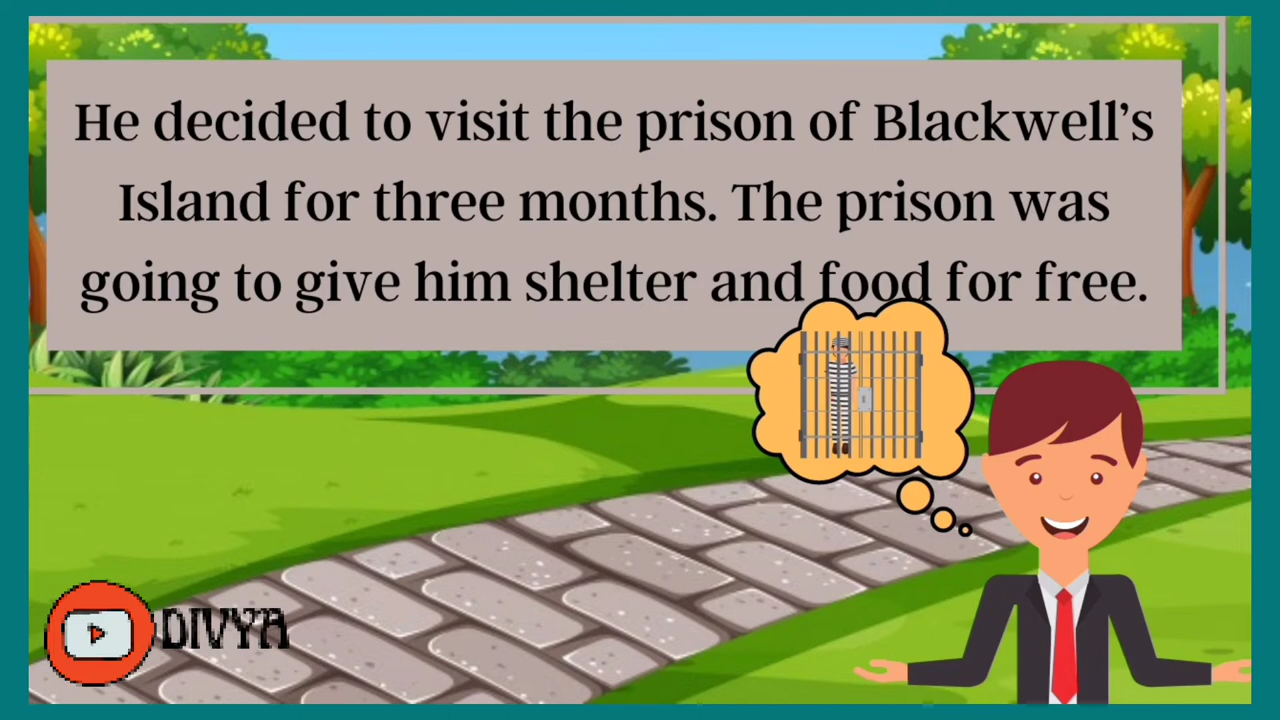 He decided to visit the prison of Blackwell’s
Island for three months. The prison was
going to give him shelter and food for free.
DIVYA